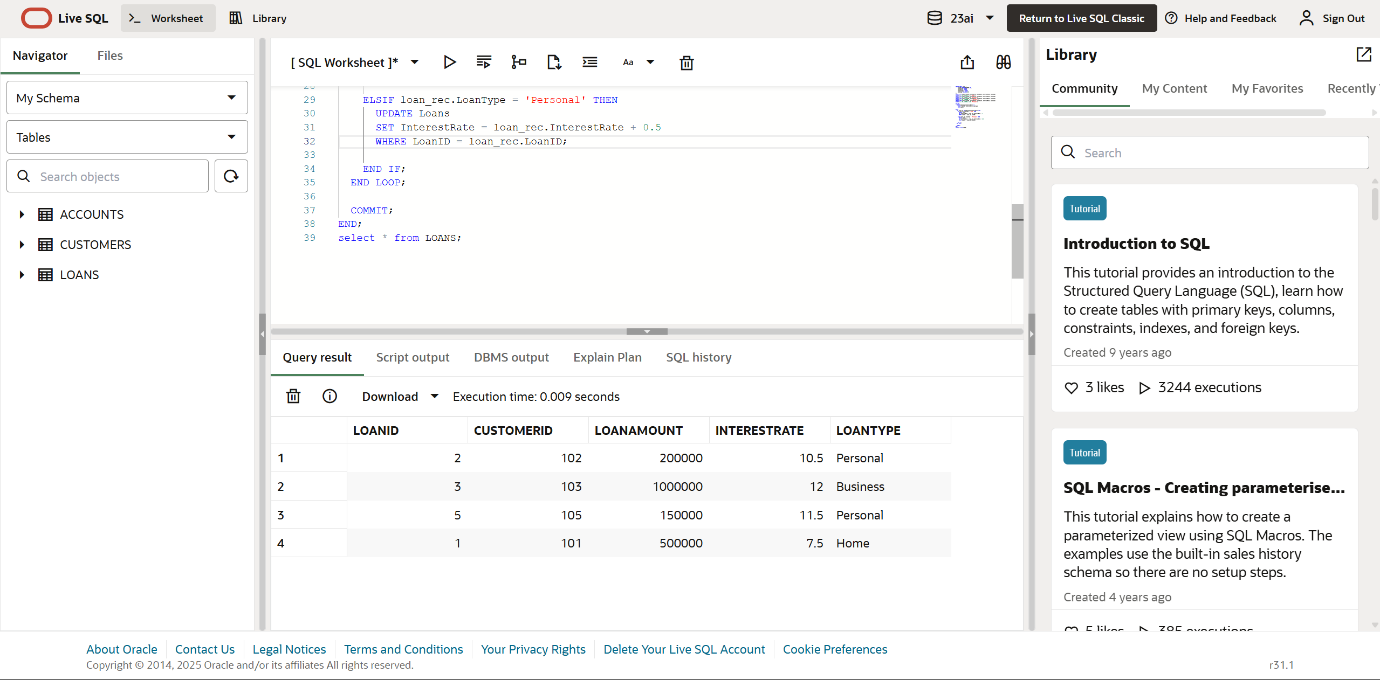 Live SQL
Worksheet
Library
23ai
Return to Live SQL Classic
Help and Feedback
Sign Out
Navigator
Files
My Schema
Tables
Search objects
ACCOUNTS
CUSTOMERS
LOANS
[ SQL Worksheet ]*
Aa
29 ELSIF loan_rec.LoanType = 'Personal' THEN
30 UPDATE Loans
31 SET InterestRate = loan_rec.InterestRate + 0.5
32 WHERE LoanID = loan_rec.LoanID;
33
34 END IF;
35 END LOOP;
36
37 COMMIT;
38 END;
39 select * from LOANS;
Query result
Script output
DBMS output
Explain Plan
SQL history
Download
Execution time: 0.009 seconds
LOANID CUSTOMERID LOANAMOUNT INTERESTRATE LOANTYPE
1 2 102 200000 10.5 Personal
2 3 103 1000000 12 Business
3 5 105 150000 11.5 Personal
4 1 101 500000 7.5 Home
Library
Community
My Content
My Favorites
Recently
Search
Tutorial
Introduction to SQL
This tutorial provides an introduction to the
Structured Query Language (SQL), learn how
to create tables with primary keys, columns,
constraints, indexes, and foreign keys.
Created 9 years ago
3 likes
3244 executions
Tutorial
SQL Macros - Creating parameterise...
This tutorial explains how to create a
parameterized view using SQL Macros. The
examples use the built-in sales history
schema so there are no setup steps.
Created 4 years ago
5 likes
385 executions
About Oracle
Contact Us
Legal Notices
Terms and Conditions
Your Privacy Rights
Delete Your Live SQL Account
Cookie Preferences
Copyright © 2014, 2025 Oracle and/or its affiliates All rights reserved.
r31.1